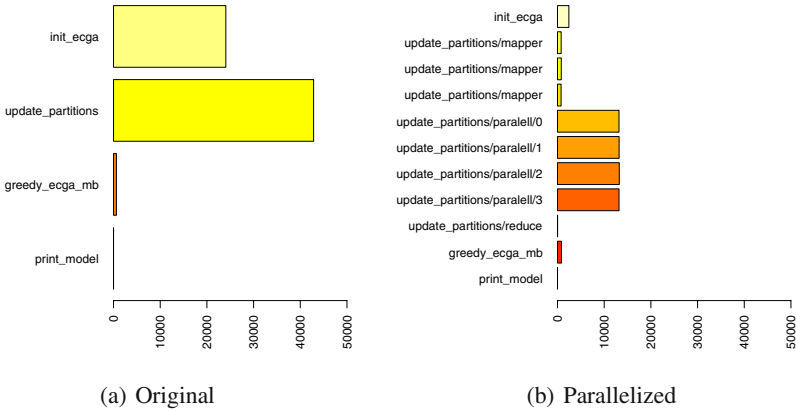 init_ecga
update_partitions
greedy_ecga_mb
print_model
0
10000
20000
30000
40000
50000
(a) Original
init_ecga
update_partitions/mapper
update_partitions/mapper
update_partitions/mapper
update_partitions/paralell/0
update_partitions/paralell/1
update_partitions/paralell/2
update_partitions/paralell/3
update_partitions/reduce
greedy_ecga_mb
print_model
0
10000
20000
30000
40000
50000
(b) Parallelized